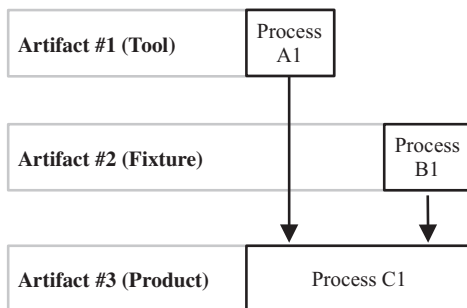 Artifact #1 (Tool)
Process
A1
Artifact #2 (Fixture)
Process
B1
Artifact #3 (Product)
Process C1